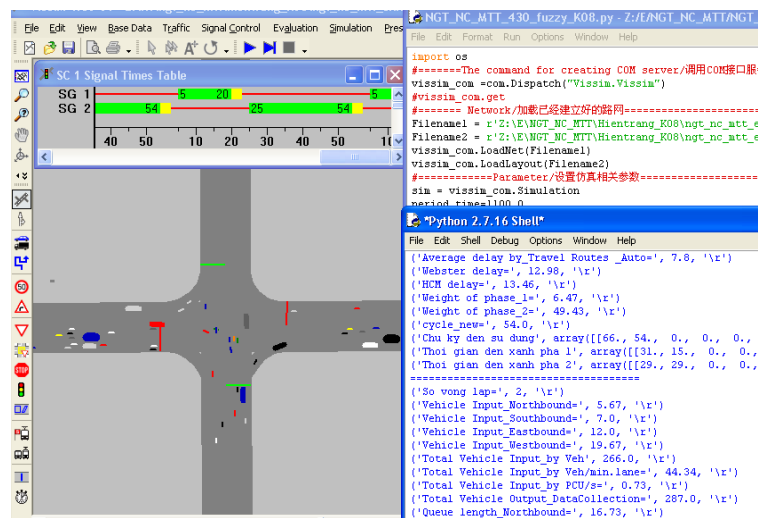 File Edit View Base Data Traffic Signal Control Evaluation Simulation Pres
SC 1 Signal Times Table
SG 1 5 20 5
SG 2 54 25 54
40 50 10 20 30 40 50 10
50
STOP
NGT_NC_MTT_430_fuzzy_K08.py - Z:/E/NGT_NC_MTT/NGT_
File Edit Format Run Options Window Help
import os
#=======The command for creating COM server/调用COM接口服
vissim_com =com.Dispatch("Vissim.Vissim")
#vissim_com.get
#====== Network/加载已经建立好的路网====================
Filename1 = r'Z:\E\NGT_NC_MTT\Hientrang_K08\ngt_nc_mtt_e
Filename2 = r'Z:\E\NGT_NC_MTT\Hientrang_K08\ngt_nc_mtt_e
vissim_com.LoadNet(Filename1)
vissim_com.LoadLayout(Filename2)
#============Parameter/设置仿真相关参数==================
sim = vissim_com.Simulation
period_time=1100.0
*Python 2.7.16 Shell*
File Edit Shell Debug Options Window Help
('Average delay by_Travel Routes _Auto=', 7.8, '\r')
('Webster delay=', 12.98, '\r')
('HCM delay=', 13.46, '\r')
('Weight of phase_1=', 6.47, '\r')
('Weight of phase_2=', 49.43, '\r')
('cycle_new=', 54.0, '\r')
('Chu ky den su dung', array([[66., 54., 0., 0., 0.,
('Thoi gian den xanh pha 1', array([[31., 15., 0., 0.,
('Thoi gian den xanh pha 2', array([[29., 29., 0., 0.,
===================================
('So vong lap=', 2, '\r')
('Vehicle Input_Northbound=', 5.67, '\r')
('Vehicle Input_Southbound=', 7.0, '\r')
('Vehicle Input_Eastbound=', 12.0, '\r')
('Vehicle Input_Westbound=', 19.67, '\r')
('Total Vehicle Input_by Veh', 266.0, '\r')
('Total Vehicle Input_by Veh/min.lane=', 44.34, '\r')
('Total Vehicle Input_by PCU/s=', 0.73, '\r')
('Total Vehicle Output_DataCollection=', 287.0, '\r')
('Queue length_Northbound=', 16.73, '\r')